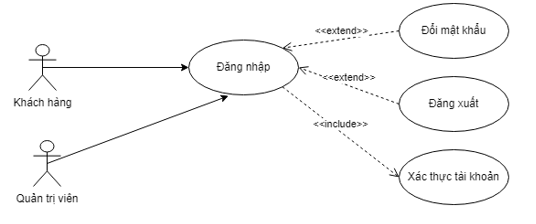 <<extend>>
Đổi mật khẩu
Đăng nhập
Khách hàng
<<extend>>
Đăng xuất
<<include>>
Quản trị viên
Xác thực tài khoản